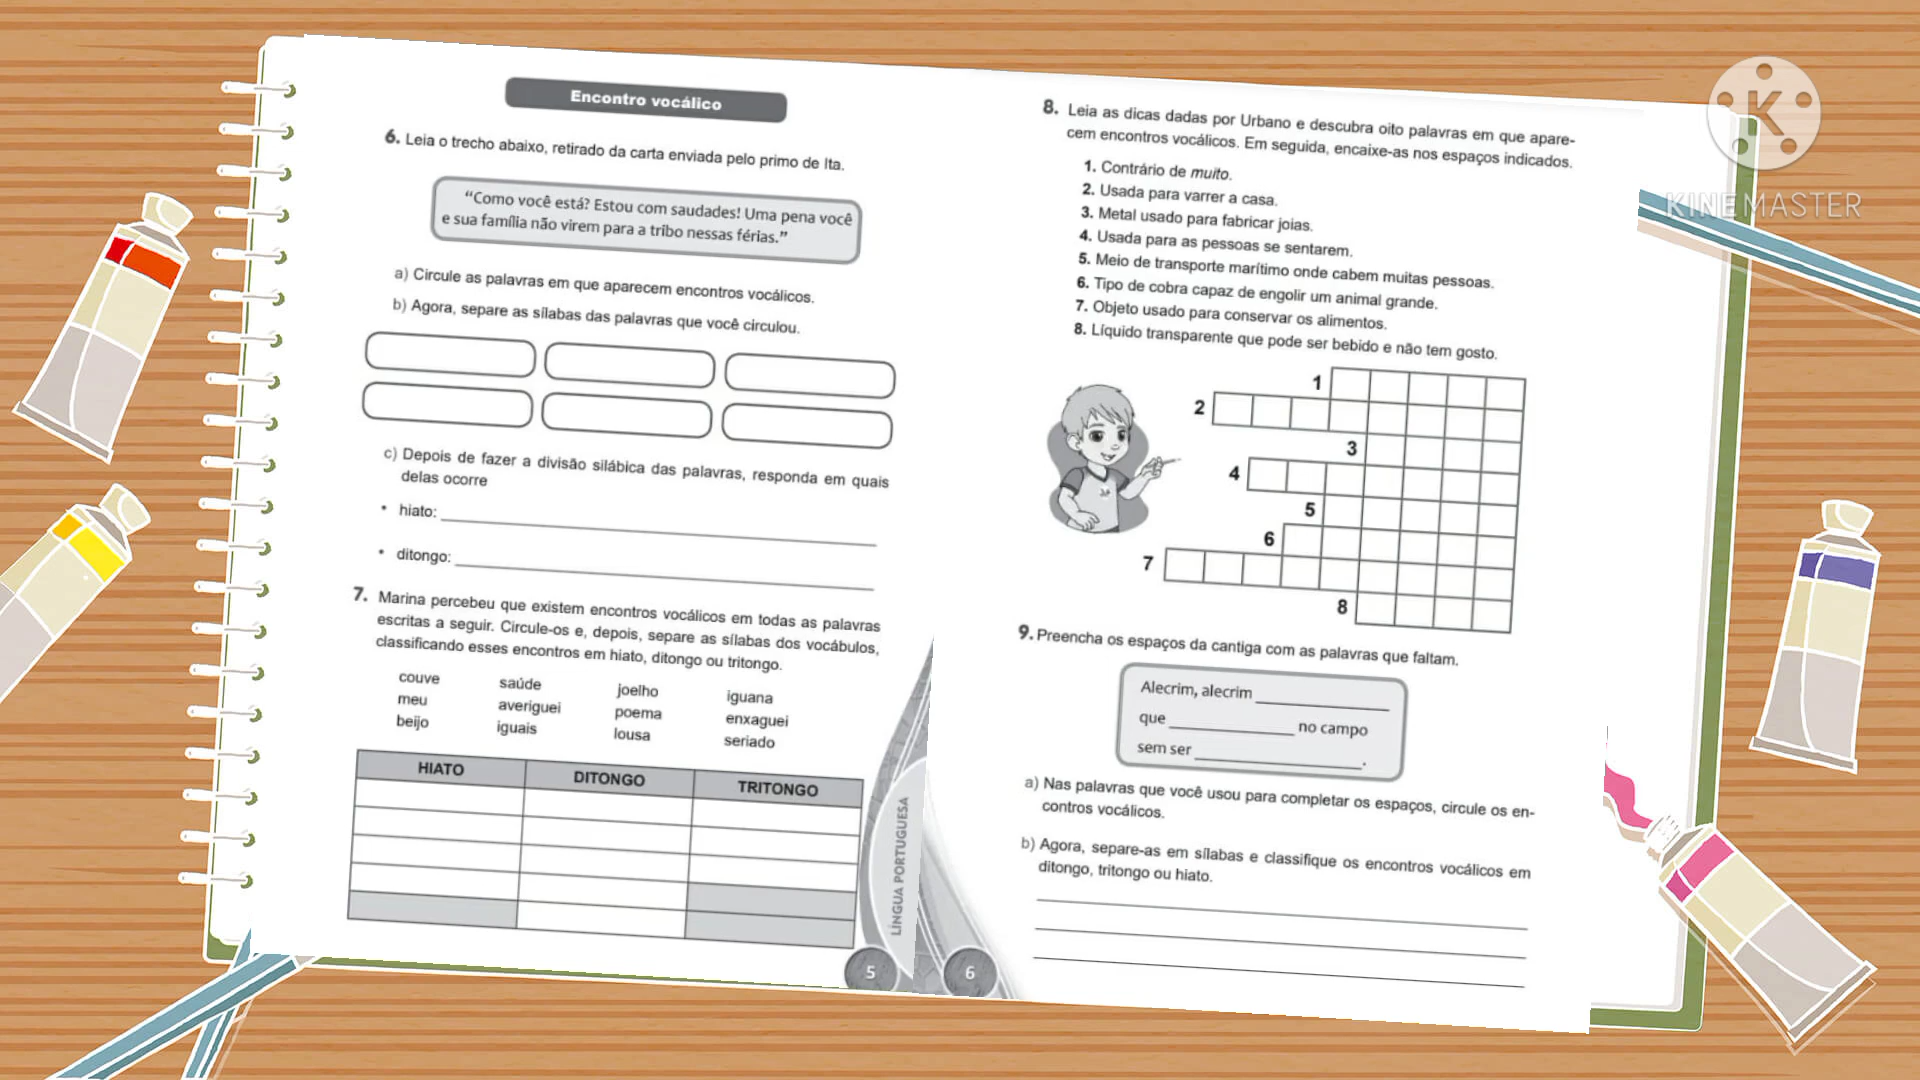 Encontro vocálico
6. Leia o trecho abaixo, retirado da carta enviada pelo primo de Ita.
“Como você está? Estou com saudades! Uma pena você
e sua família não virem para a tribo nessas férias.”
a) Circule as palavras em que aparecem encontros vocálicos.
b) Agora, separe as sílabas das palavras que você circulou.
c) Depois de fazer a divisão silábica das palavras, responda em quais
delas ocorre
• hiato:
• ditongo:
7. Marina percebeu que existem encontros vocálicos em todas as palavras
escritas a seguir. Circule-os e, depois, separe as sílabas dos vocábulos,
classificando esses encontros em hiato, ditongo ou tritongo.
couve saúde joelho iguana
meu averiguei poema enxaguei
beijo iguais lousa seriado
HIATO DITONGO TRITONGO
LÍNGUA PORTUGUESA
5
8. Leia as dicas dadas por Urbano e descubra oito palavras em que apare-
cem encontros vocálicos. Em seguida, encaixe-as nos espaços indicados.
1. Contrário de muito.
2. Usada para varrer a casa.
3. Metal usado para fabricar joias.
4. Usada para as pessoas se sentarem.
5. Meio de transporte marítimo onde cabem muitas pessoas.
6. Tipo de cobra capaz de engolir um animal grande.
7. Objeto usado para conservar os alimentos.
8. Líquido transparente que pode ser bebido e não tem gosto.
1
2
3
4
5
6
7
8
9. Preencha os espaços da cantiga com as palavras que faltam.
Alecrim, alecrim
que no campo
sem ser .
a) Nas palavras que você usou para completar os espaços, circule os en-
contros vocálicos.
b) Agora, separe-as em sílabas e classifique os encontros vocálicos em
ditongo, tritongo ou hiato.
6
K
KINEMASTER